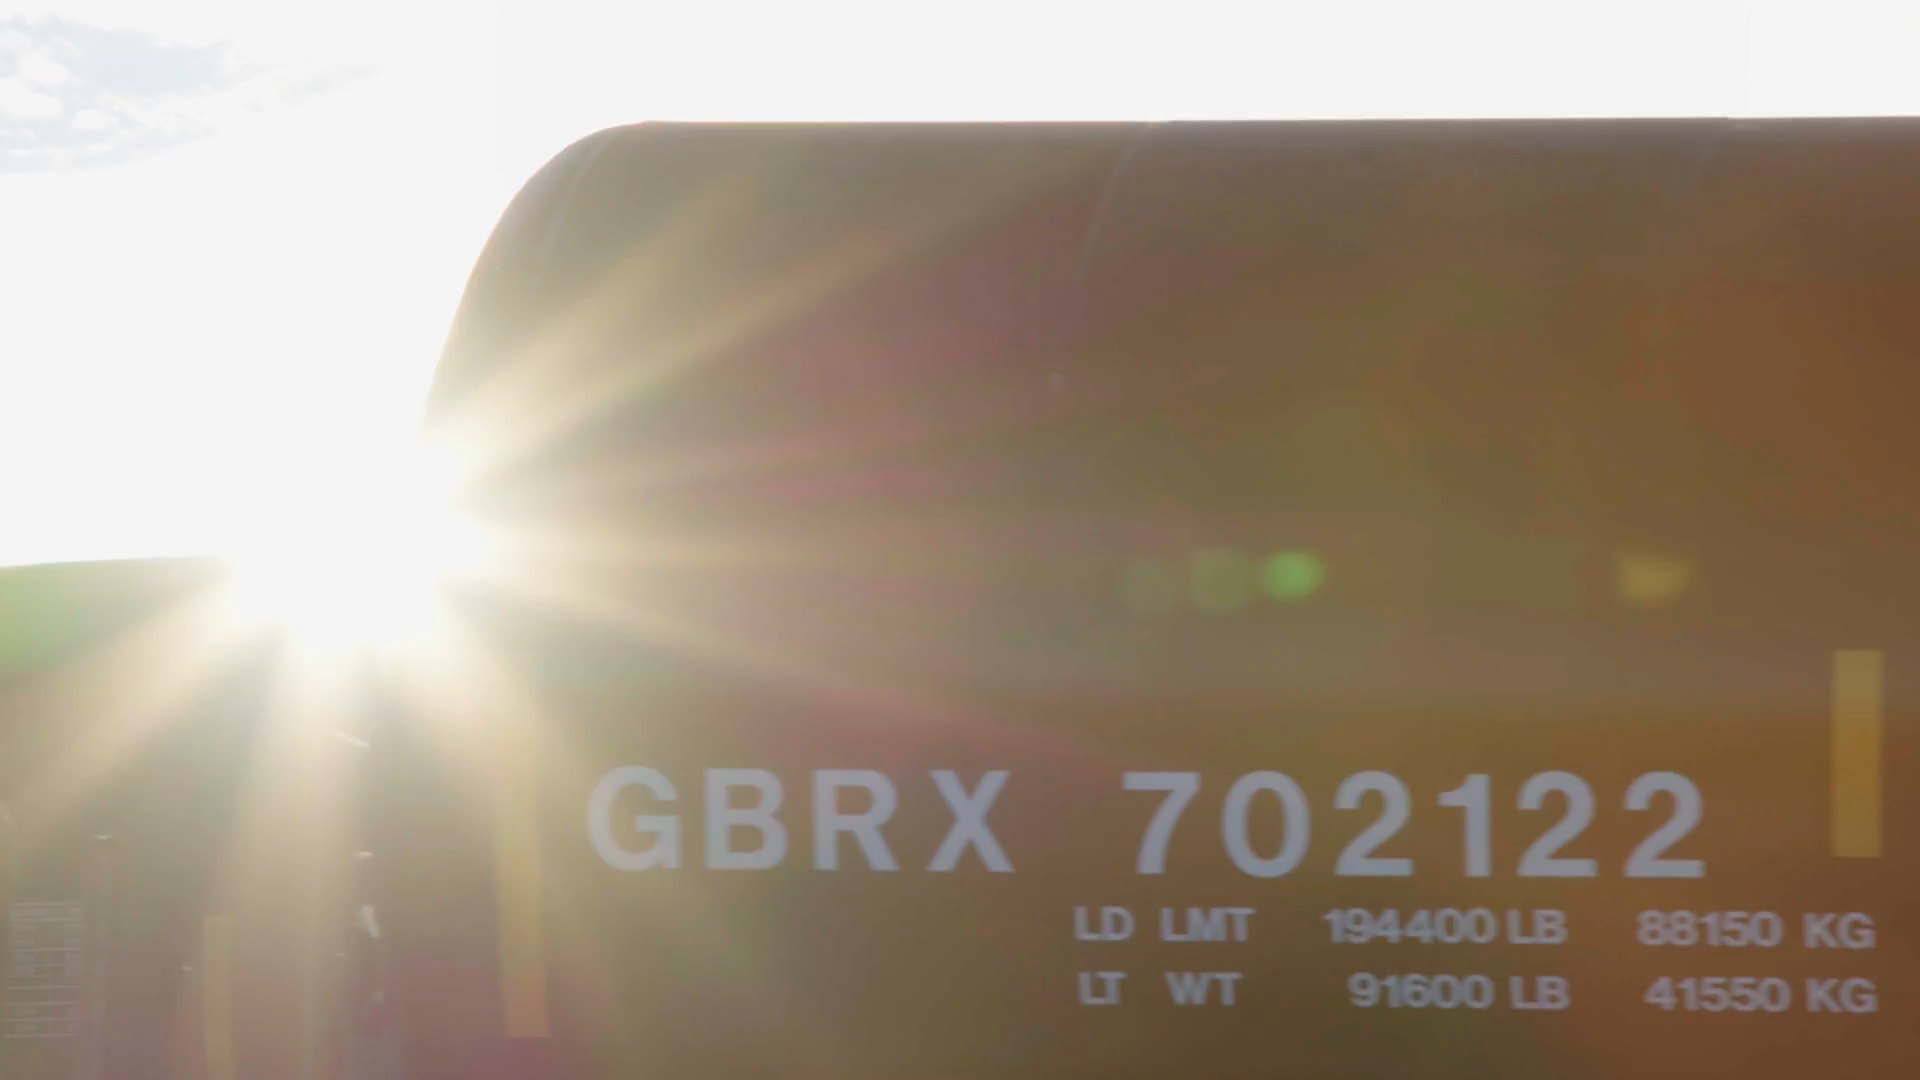 GBRX 702122
LD LMT 194400 LB 88150 KG
LT WT 91600 LB 41550 KG